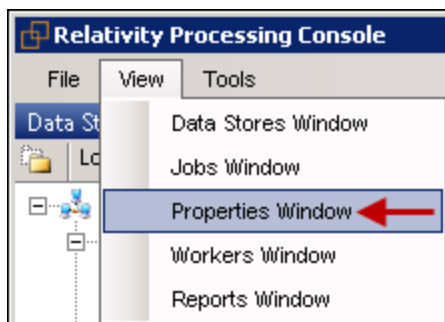 Relativity Processing Console
File View Tools
Data St
Data Stores Window
Lo
Jobs Window
Properties Window
Workers Window
Reports Window